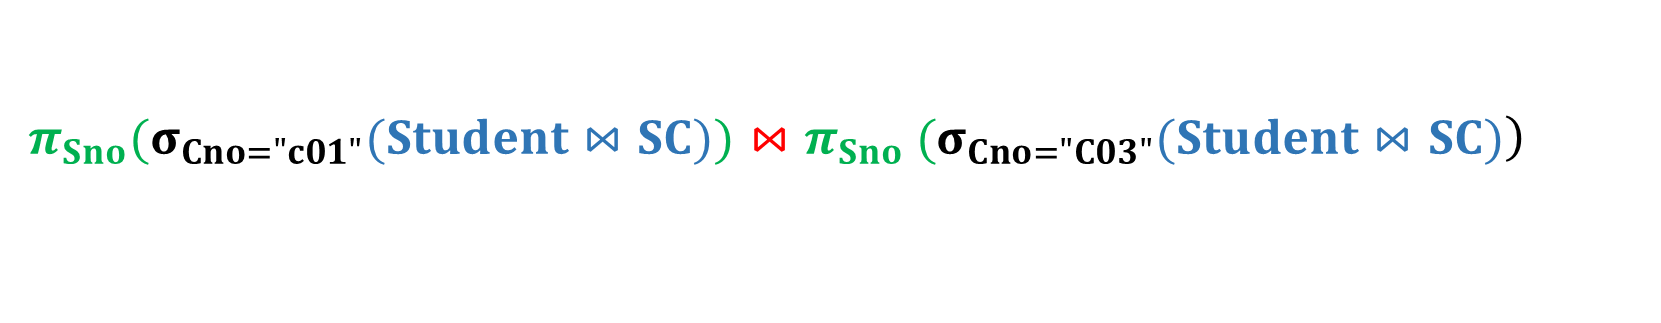 π_Sno(σ_Cno="c01"(Student ⋈ SC)) ⋈ π_Sno (σ_Cno="C03"(Student ⋈ SC))